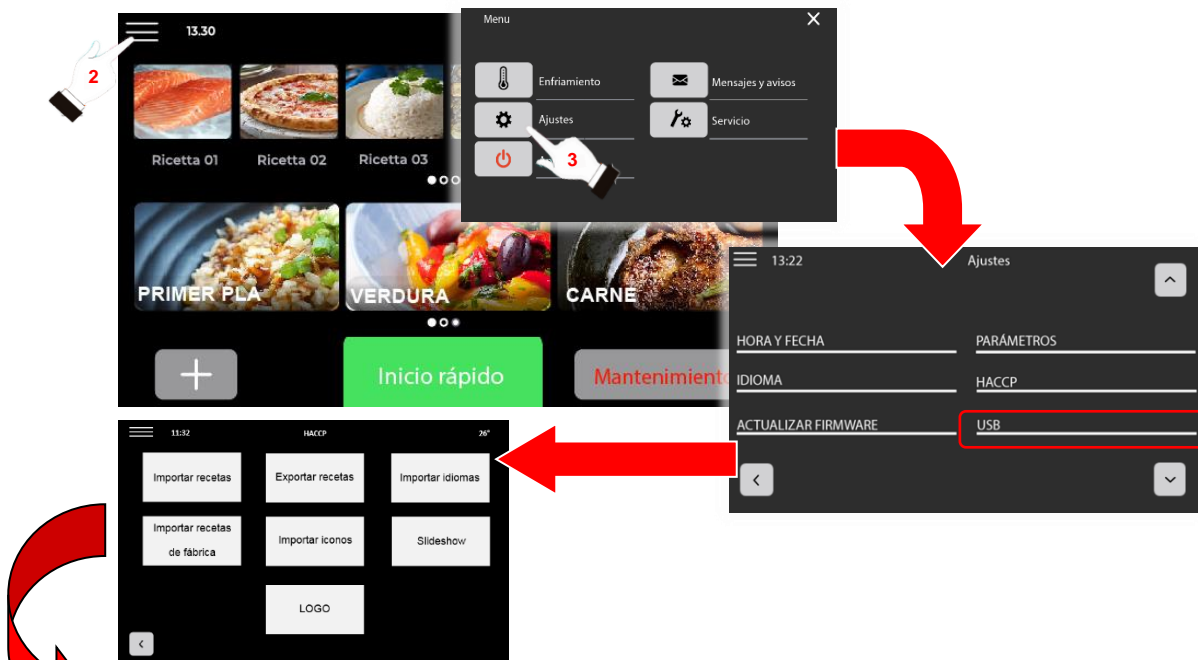 13.30
2
Ricetta 01
Ricetta 02
Ricetta 03
PRIMER PLA
VERDURA
CARNE
Inicio rápido
Mantenimiento
Menu
Enfriamiento
Mensajes y avisos
Ajustes
Servicio
3
13:22
Ajustes
HORA Y FECHA
PARÁMETROS
IDIOMA
HACCP
ACTUALIZAR FIRMWARE
USB
11:32
HACCP
26°
Importar recetas
Exportar recetas
Importar idiomas
Importar recetas
de fábrica
Importar iconos
Slideshow
LOGO